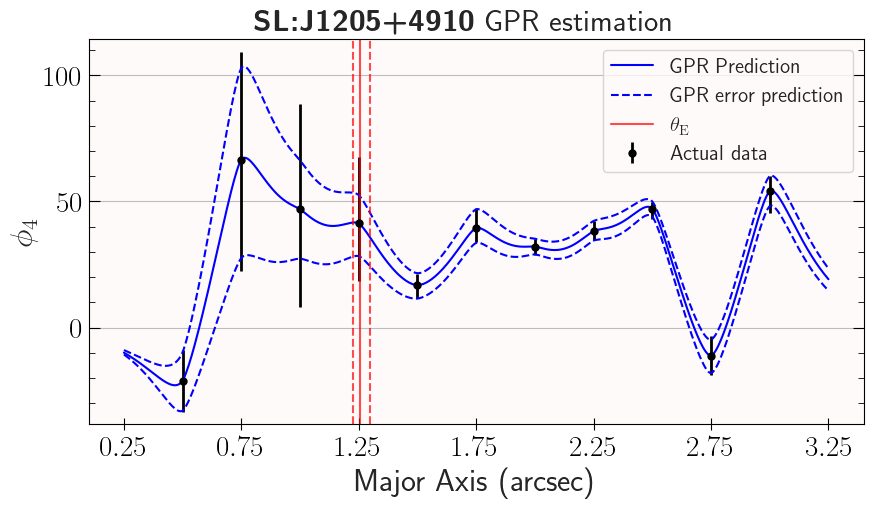 SL:J1205+4910 GPR estimation
GPR Prediction
GPR error prediction
θE
Actual data
ϕ4
100
50
0
0.25 0.75 1.25 1.75 2.25 2.75 3.25
Major Axis (arcsec)